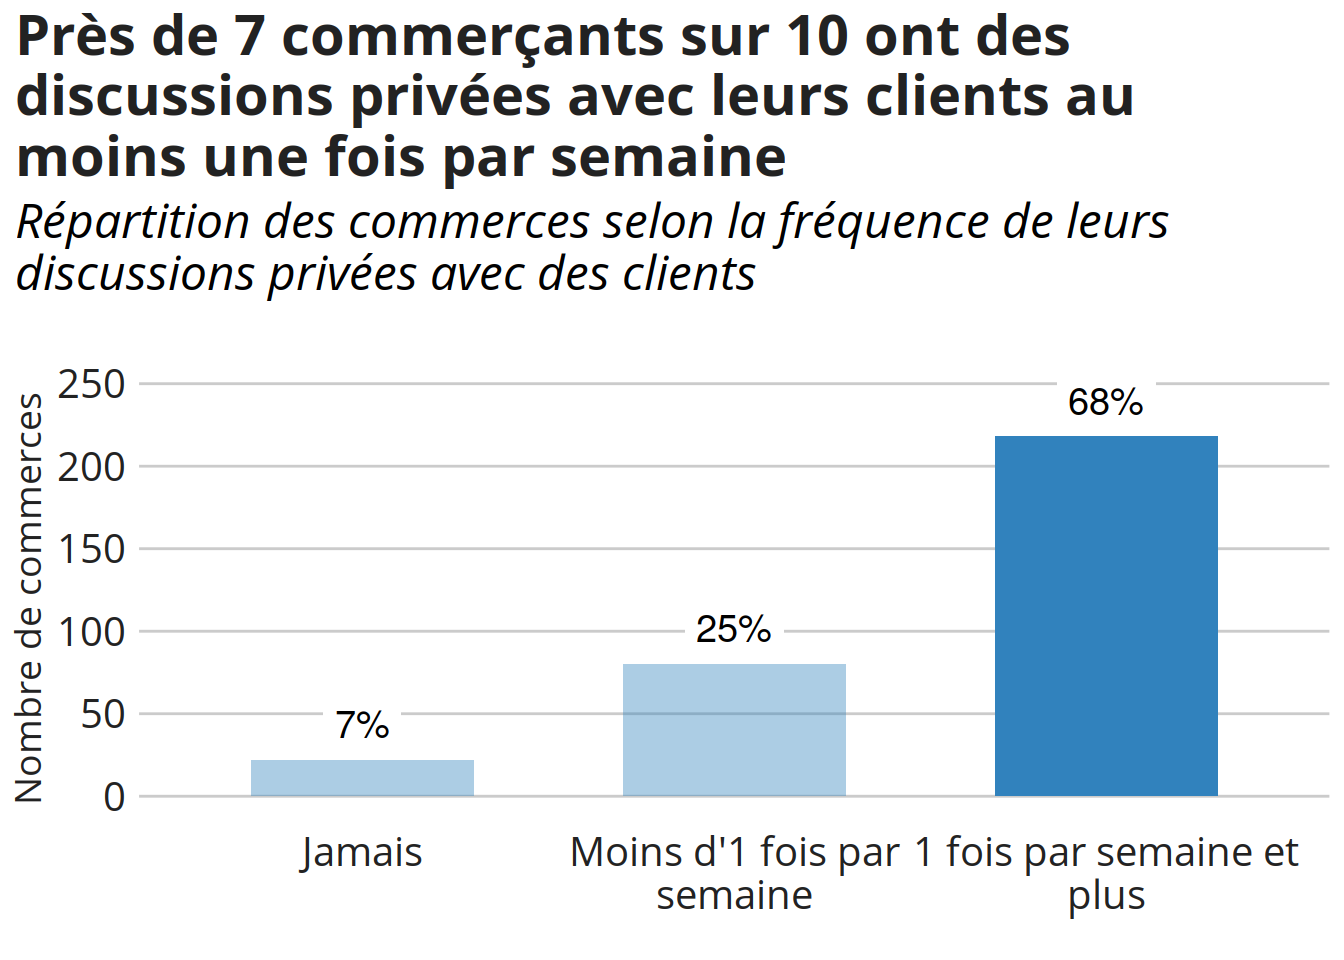 Près de 7 commerçants sur 10 ont des
discussions privées avec leurs clients au
moins une fois par semaine
Répartition des commerces selon la fréquence de leurs
discussions privées avec des clients
Nombre de commerces
250
200
150
100
50
0
7%
25%
68%
Jamais
Moins d'1 fois par
semaine
1 fois par semaine et
plus